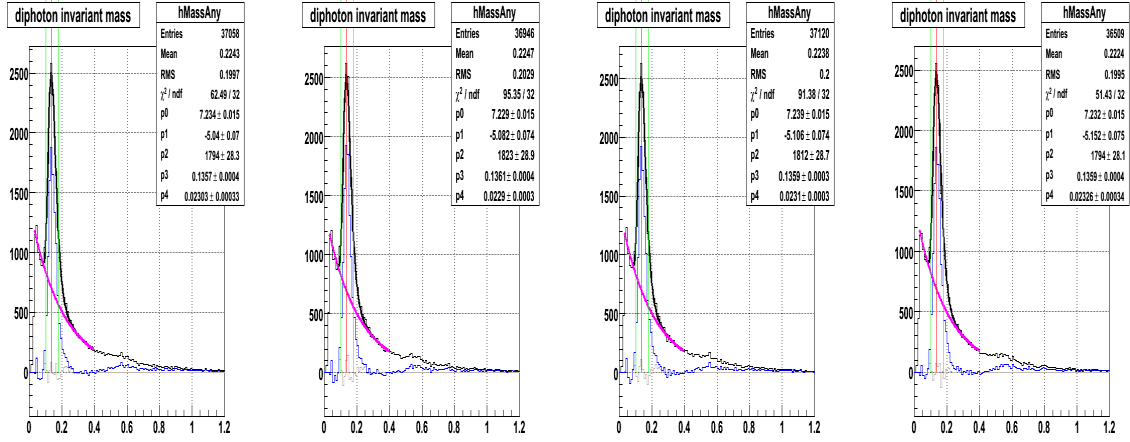 diphoton invariant mass
hMassAny
Entries 37058
Mean 0.2243
RMS 0.1997
χ² / ndf 62.49 / 32
p0 7.234 ± 0.015
p1 -5.04 ± 0.07
p2 1794 ± 28.3
p3 0.1357 ± 0.0004
p4 0.02303 ± 0.00033
2500
2000
1500
1000
500
0
0 0.2 0.4 0.6 0.8 1 1.2
diphoton invariant mass
hMassAny
Entries 36946
Mean 0.2247
RMS 0.2029
χ² / ndf 95.35 / 32
p0 7.229 ± 0.015
p1 -5.082 ± 0.074
p2 1823 ± 28.9
p3 0.1361 ± 0.0004
p4 0.0229 ± 0.0003
2500
2000
1500
1000
500
0
0 0.2 0.4 0.6 0.8 1 1.2
diphoton invariant mass
hMassAny
Entries 37120
Mean 0.2238
RMS 0.2
χ² / ndf 91.38 / 32
p0 7.239 ± 0.015
p1 -5.106 ± 0.074
p2 1812 ± 28.7
p3 0.1359 ± 0.0003
p4 0.0231 ± 0.0003
2500
2000
1500
1000
500
0
0 0.2 0.4 0.6 0.8 1 1.2
diphoton invariant mass
hMassAny
Entries 36509
Mean 0.2224
RMS 0.1995
χ² / ndf 51.43 / 32
p0 7.232 ± 0.015
p1 -5.152 ± 0.075
p2 1794 ± 28.1
p3 0.1359 ± 0.0004
p4 0.02326 ± 0.00034
2500
2000
1500
1000
500
0
0 0.2 0.4 0.6 0.8 1 1.2